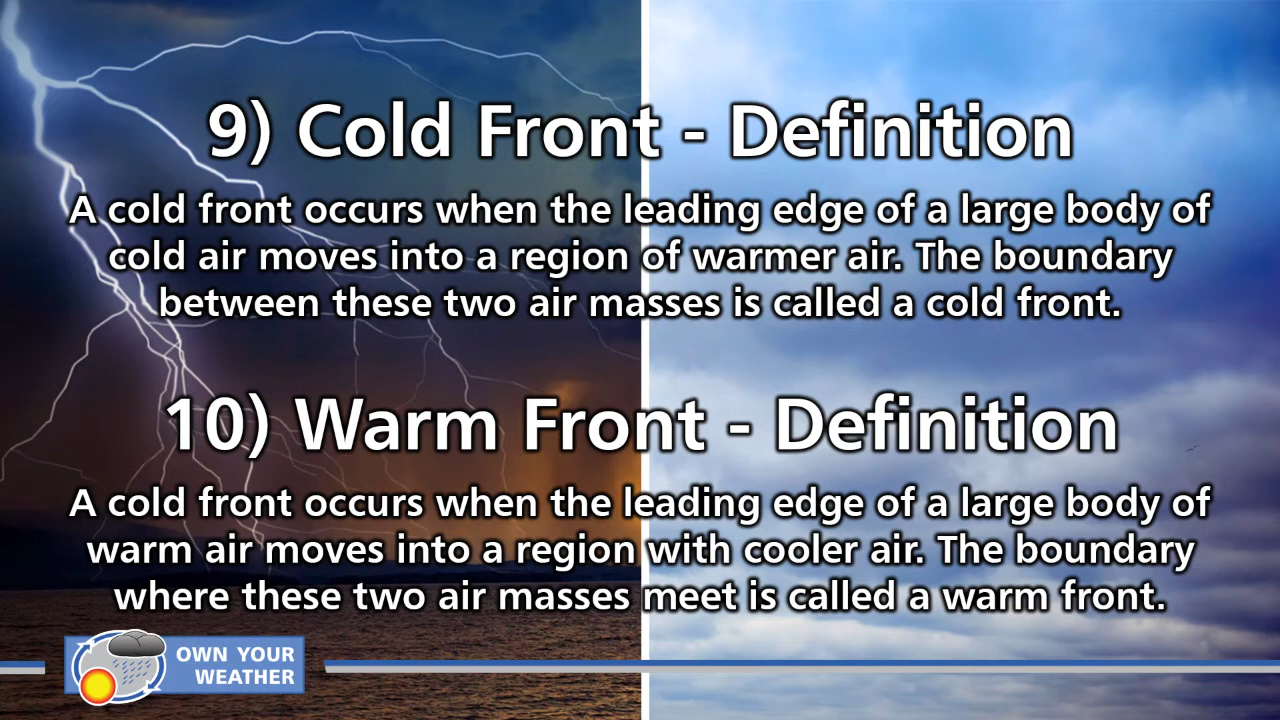 9) Cold Front - Definition
A cold front occurs when the leading edge of a large body of
cold air moves into a region of warmer air. The boundary
between these two air masses is called a cold front.
10) Warm Front - Definition
A cold front occurs when the leading edge of a large body of
warm air moves into a region with cooler air. The boundary
where these two air masses meet is called a warm front.
OWN YOUR
WEATHER